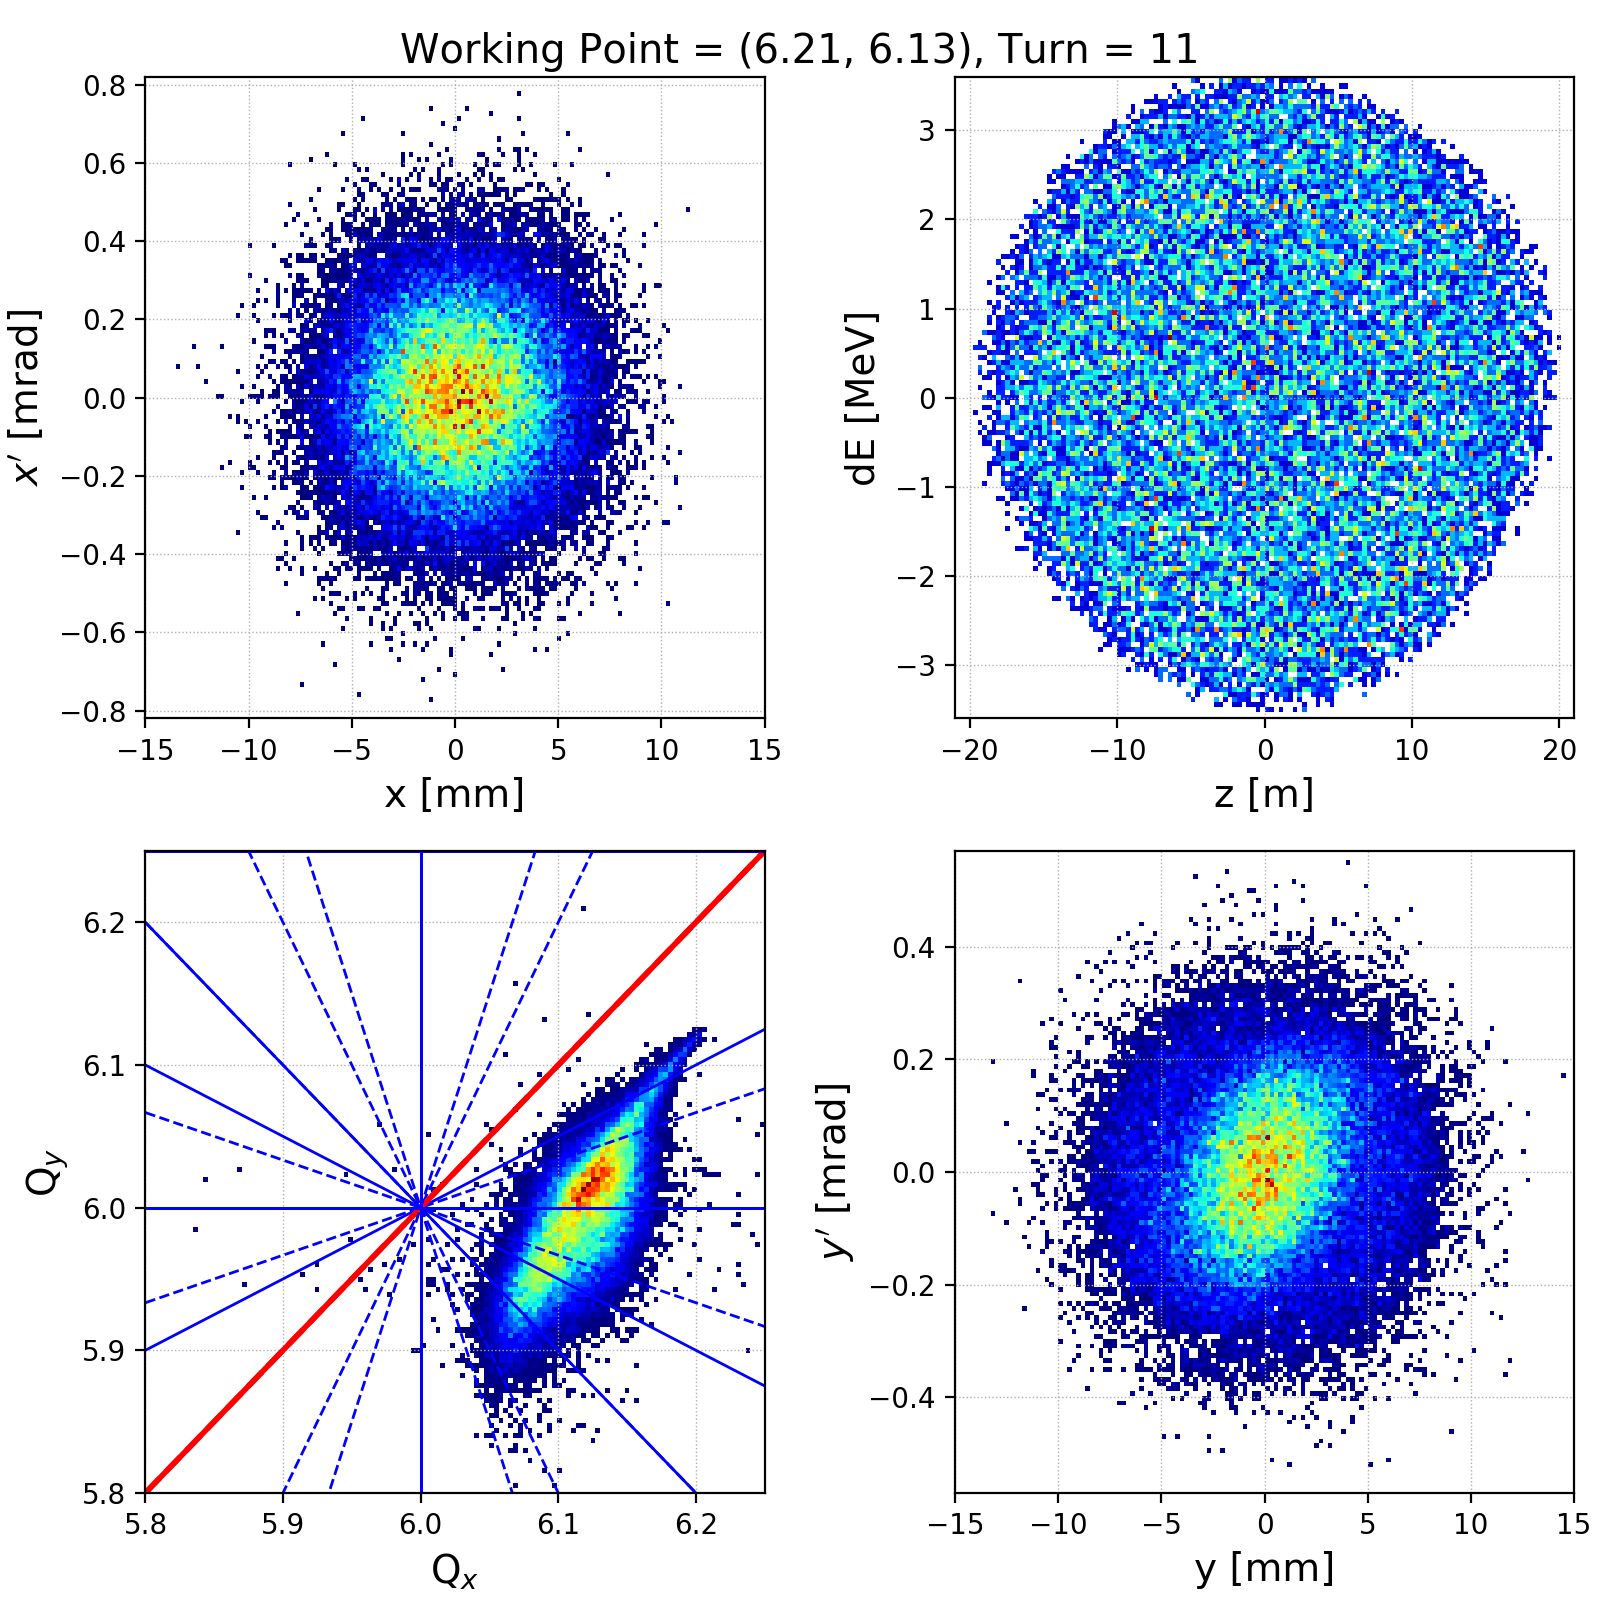 Working Point = (6.21, 6.13), Turn = 11
0.8
0.6
0.4
0.2
0.0
−0.2
−0.4
−0.6
−0.8
x′ [mrad]
−15 −10 −5 0 5 10 15
x [mm]
3
2
1
0
−1
−2
−3
dE [MeV]
−20 −10 0 10 20
z [m]
6.2
6.1
6.0
5.9
5.8
Qy
5.8 5.9 6.0 6.1 6.2
Qx
0.4
0.2
0.0
−0.2
−0.4
y′ [mrad]
−15 −10 −5 0 5 10 15
y [mm]